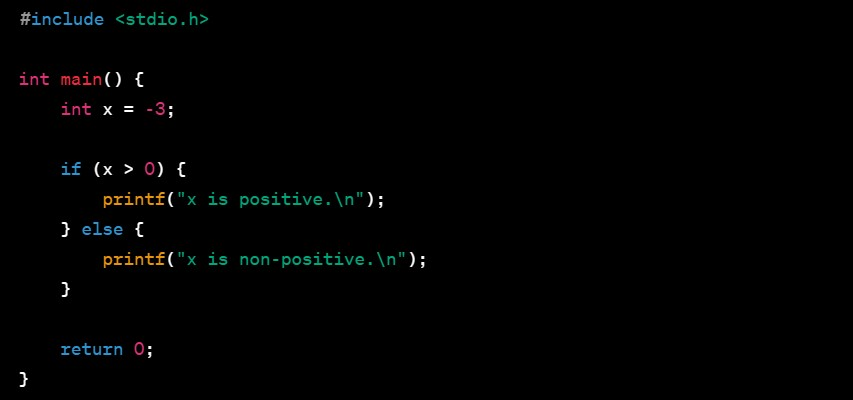 #include <stdio.h>
int main() {
    int x = -3;
    if (x > 0) {
        printf("x is positive.\n");
    } else {
        printf("x is non-positive.\n");
    }
    return 0;
}